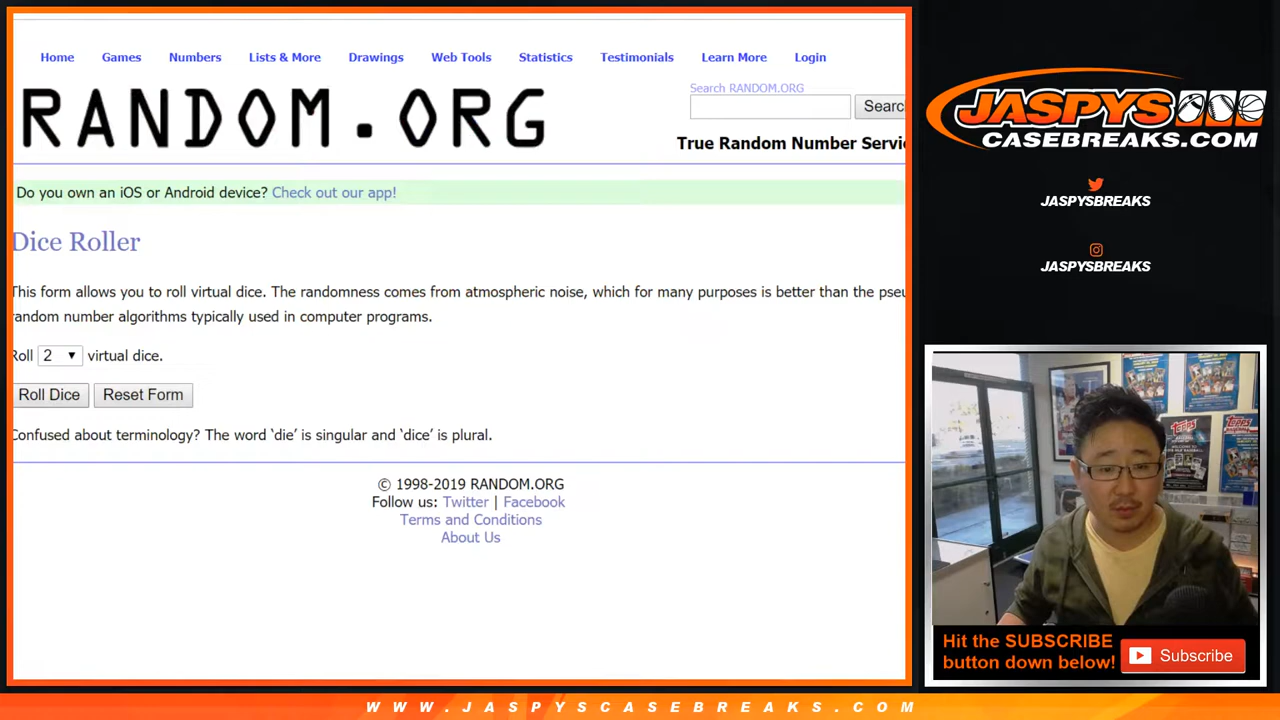 Home Games Numbers Lists & More Drawings Web Tools Statistics Testimonials Learn More Login
RANDOM.ORG
Search RANDOM.ORG
Searc
True Random Number Servi
Do you own an iOS or Android device? Check out our app!
Dice Roller
This form allows you to roll virtual dice. The randomness comes from atmospheric noise, which for many purposes is better than the pseu
random number algorithms typically used in computer programs.
Roll 2 virtual dice.
Roll Dice Reset Form
Confused about terminology? The word ‘die’ is singular and ‘dice’ is plural.
© 1998-2019 RANDOM.ORG
Follow us: Twitter | Facebook
Terms and Conditions
About Us
JASPYS
CASEBREAKS.COM
JASPYSBREAKS
JASPYSBREAKS
Topps
Hit the SUBSCRIBE
button down below!
Subscribe
WWW.JASPYSCASEBREAKS.COM